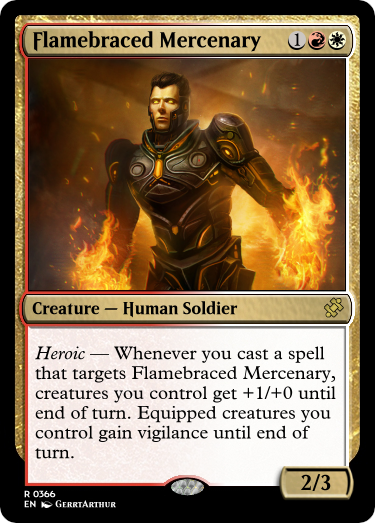 Flamebraced Mercenary 1
Creature — Human Soldier
Heroic — Whenever you cast a spell
that targets Flamebraced Mercenary,
creatures you control get +1/+0 until
end of turn. Equipped creatures you
control gain vigilance until end of
turn.
2/3
R 0366
EN GerrtArthur